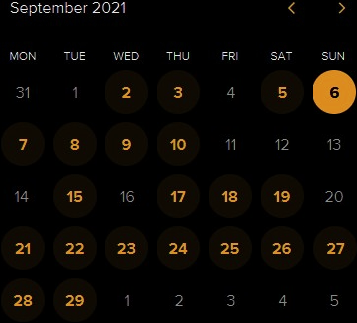 September 2021
MON TUE WED THU FRI SAT SUN
31 1 2 3 4 5 6
7 8 9 10 11 12 13
14 15 16 17 18 19 20
21 22 23 24 25 26 27
28 29 1 2 3 4 5